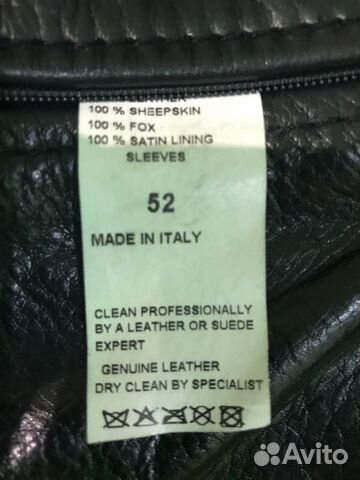 LEATHER
100 % SHEEPSKIN
100 % FOX
100 % SATIN LINING
SLEEVES
52
MADE IN ITALY
CLEAN PROFESSIONALLY
BY A LEATHER OR SUEDE
EXPERT
GENUINE LEATHER
DRY CLEAN BY SPECIALIST
Avito